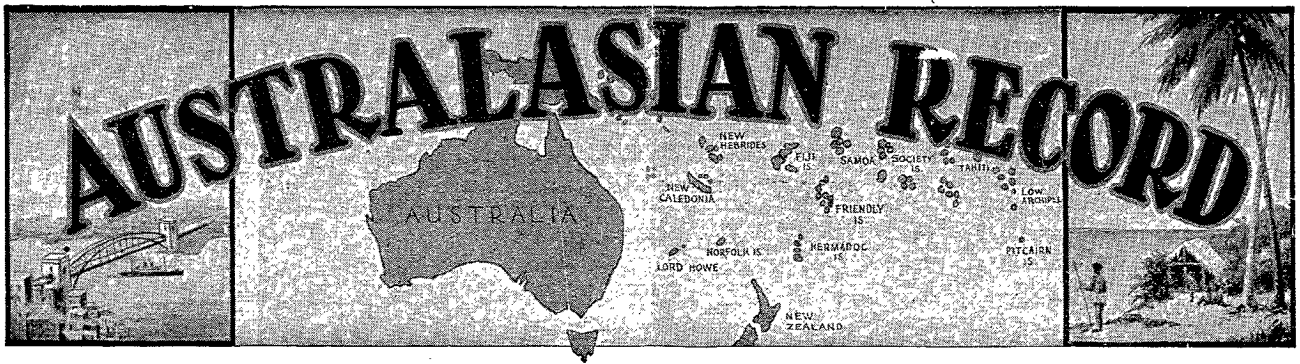 AUSTRALASIAN RECORD
NEW
HEBRIDES
FIJI
IS.
SAMOA
SOCIETY
IS.
TAHITI
NEW
CALEDONIA
LOW
ARCHIPEL
AUSTRALIA
FRIENDLY
IS.
NORFOLK IS.
KERMADOC
IS.
PITCAIRN
IS.
LORD HOWE
NEW
ZEALAND